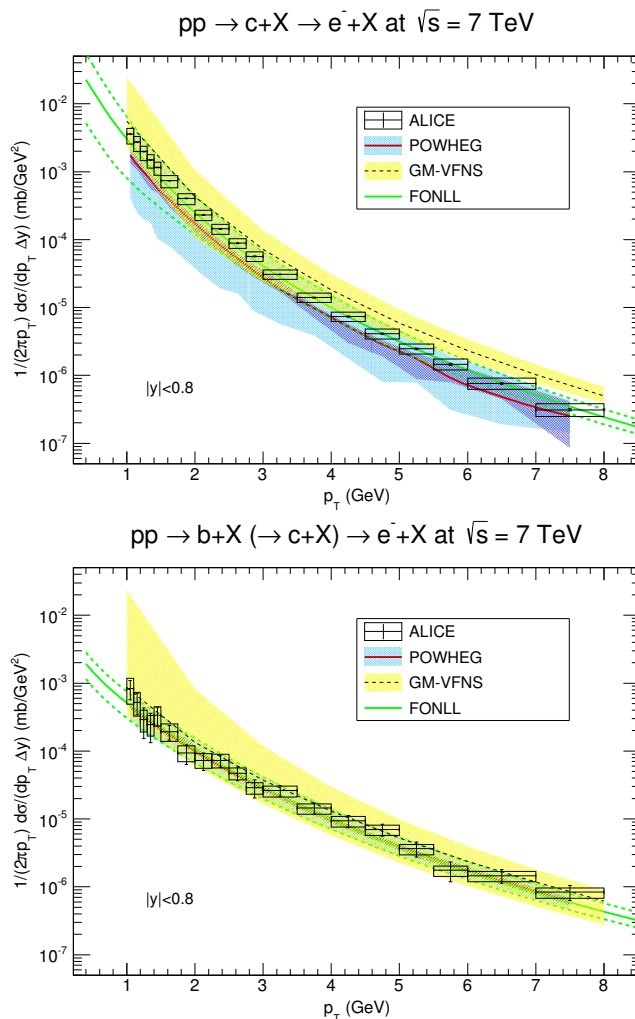 pp → c+X → e⁻+X at √s = 7 TeV
1/(2πp_T) dσ/(dp_T Δy) (mb/GeV²)
10⁻²
10⁻³
10⁻⁴
10⁻⁵
10⁻⁶
10⁻⁷
ALICE
POWHEG
GM-VFNS
FONLL
|y|<0.8
1 2 3 4 5 6 7 8
p_T (GeV)
pp → b+X (→ c+X) → e⁻+X at √s = 7 TeV
1/(2πp_T) dσ/(dp_T Δy) (mb/GeV²)
10⁻²
10⁻³
10⁻⁴
10⁻⁵
10⁻⁶
10⁻⁷
ALICE
POWHEG
GM-VFNS
FONLL
|y|<0.8
1 2 3 4 5 6 7 8
p_T (GeV)